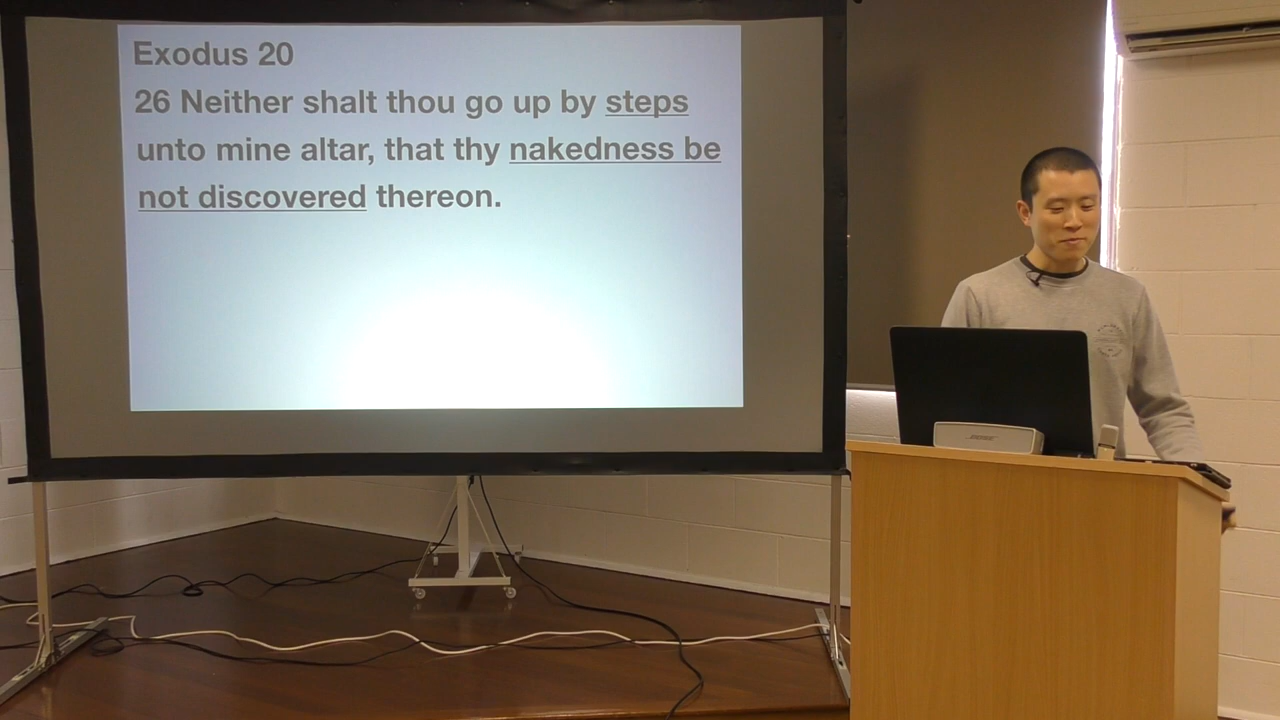 Exodus 20
26 Neither shalt thou go up by steps
unto mine altar, that thy nakedness be
not discovered thereon.
BOSE